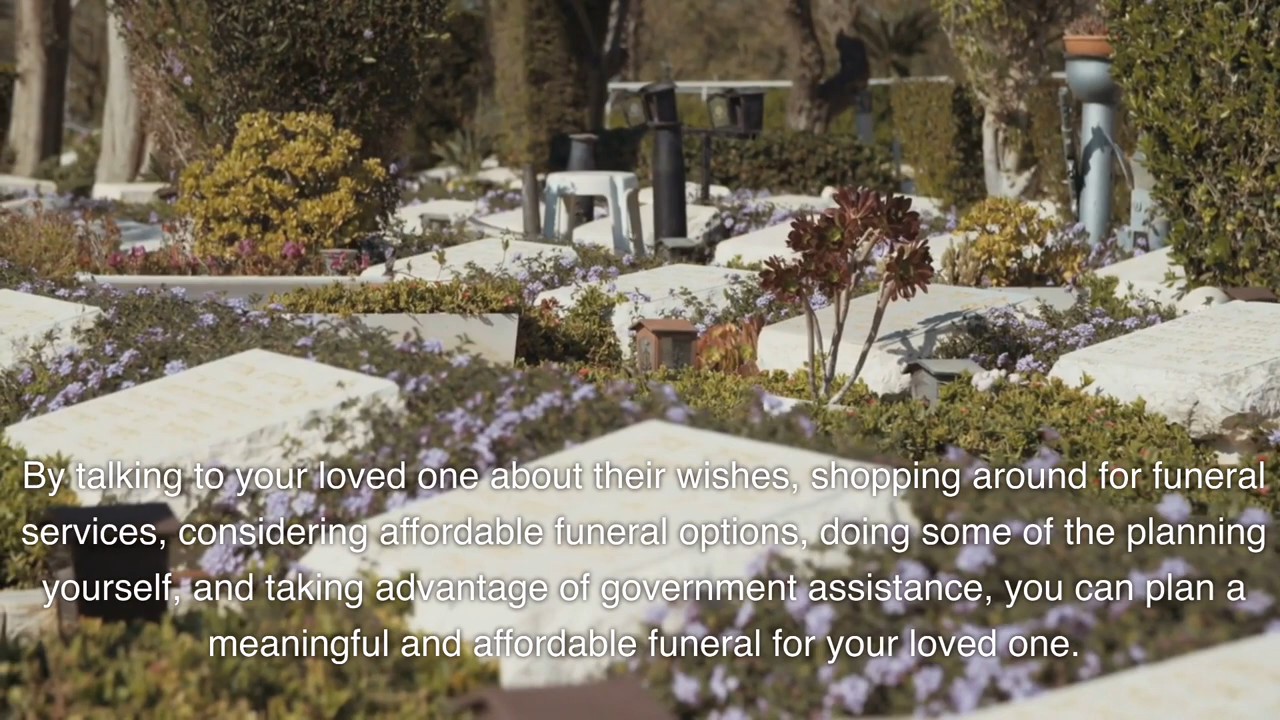 By talking to your loved one about their wishes, shopping around for funeral
services, considering affordable funeral options, doing some of the planning
yourself, and taking advantage of government assistance, you can plan a
meaningful and affordable funeral for your loved one.